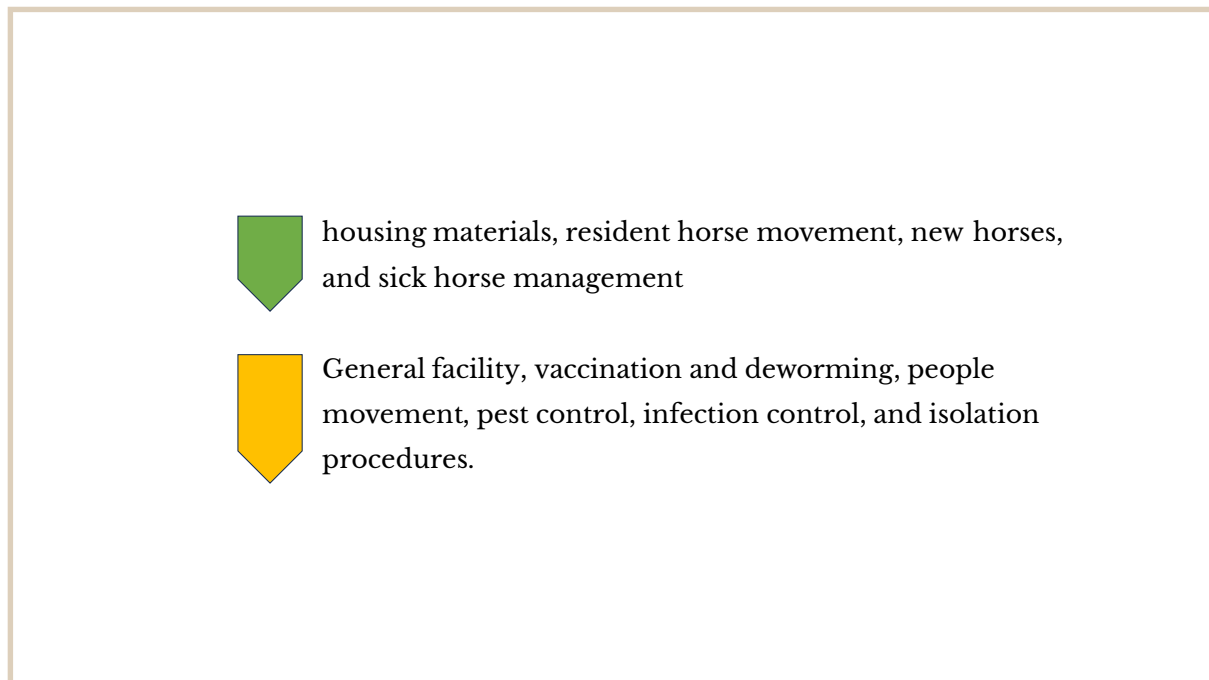 housing materials, resident horse movement, new horses,
and sick horse management
General facility, vaccination and deworming, people
movement, pest control, infection control, and isolation
procedures.